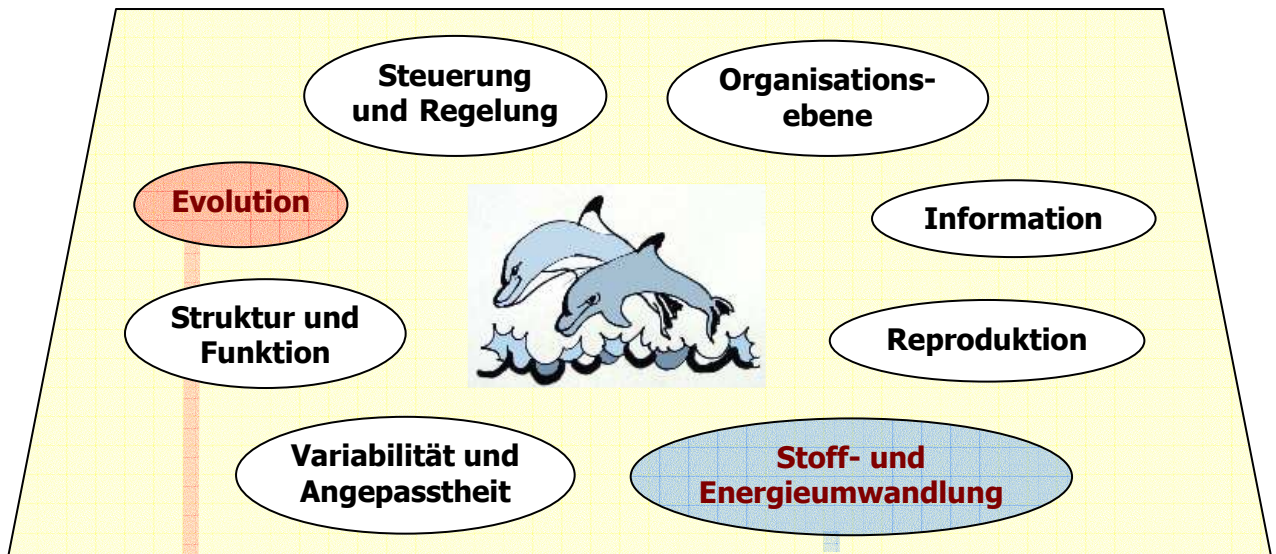 Steuerung
und Regelung
Organisations-
ebene
Evolution
Information
Struktur und
Funktion
Reproduktion
Variabilität und
Angepasstheit
Stoff- und
Energieumwandlung